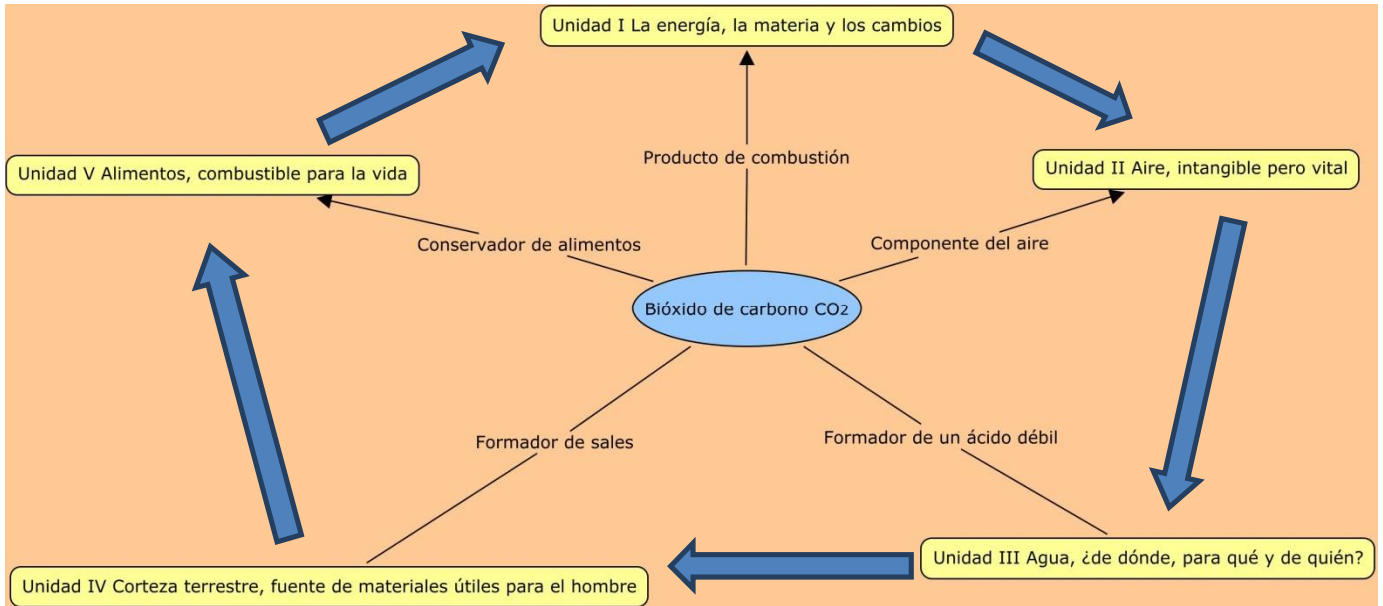 Unidad I La energía, la materia y los cambios
Producto de combustión
Unidad V Alimentos, combustible para la vida
Unidad II Aire, intangible pero vital
Conservador de alimentos
Componente del aire
Bióxido de carbono CO2
Formador de sales
Formador de un ácido débil
Unidad IV Corteza terrestre, fuente de materiales útiles para el hombre
Unidad III Agua, ¿de dónde, para qué y de quién?